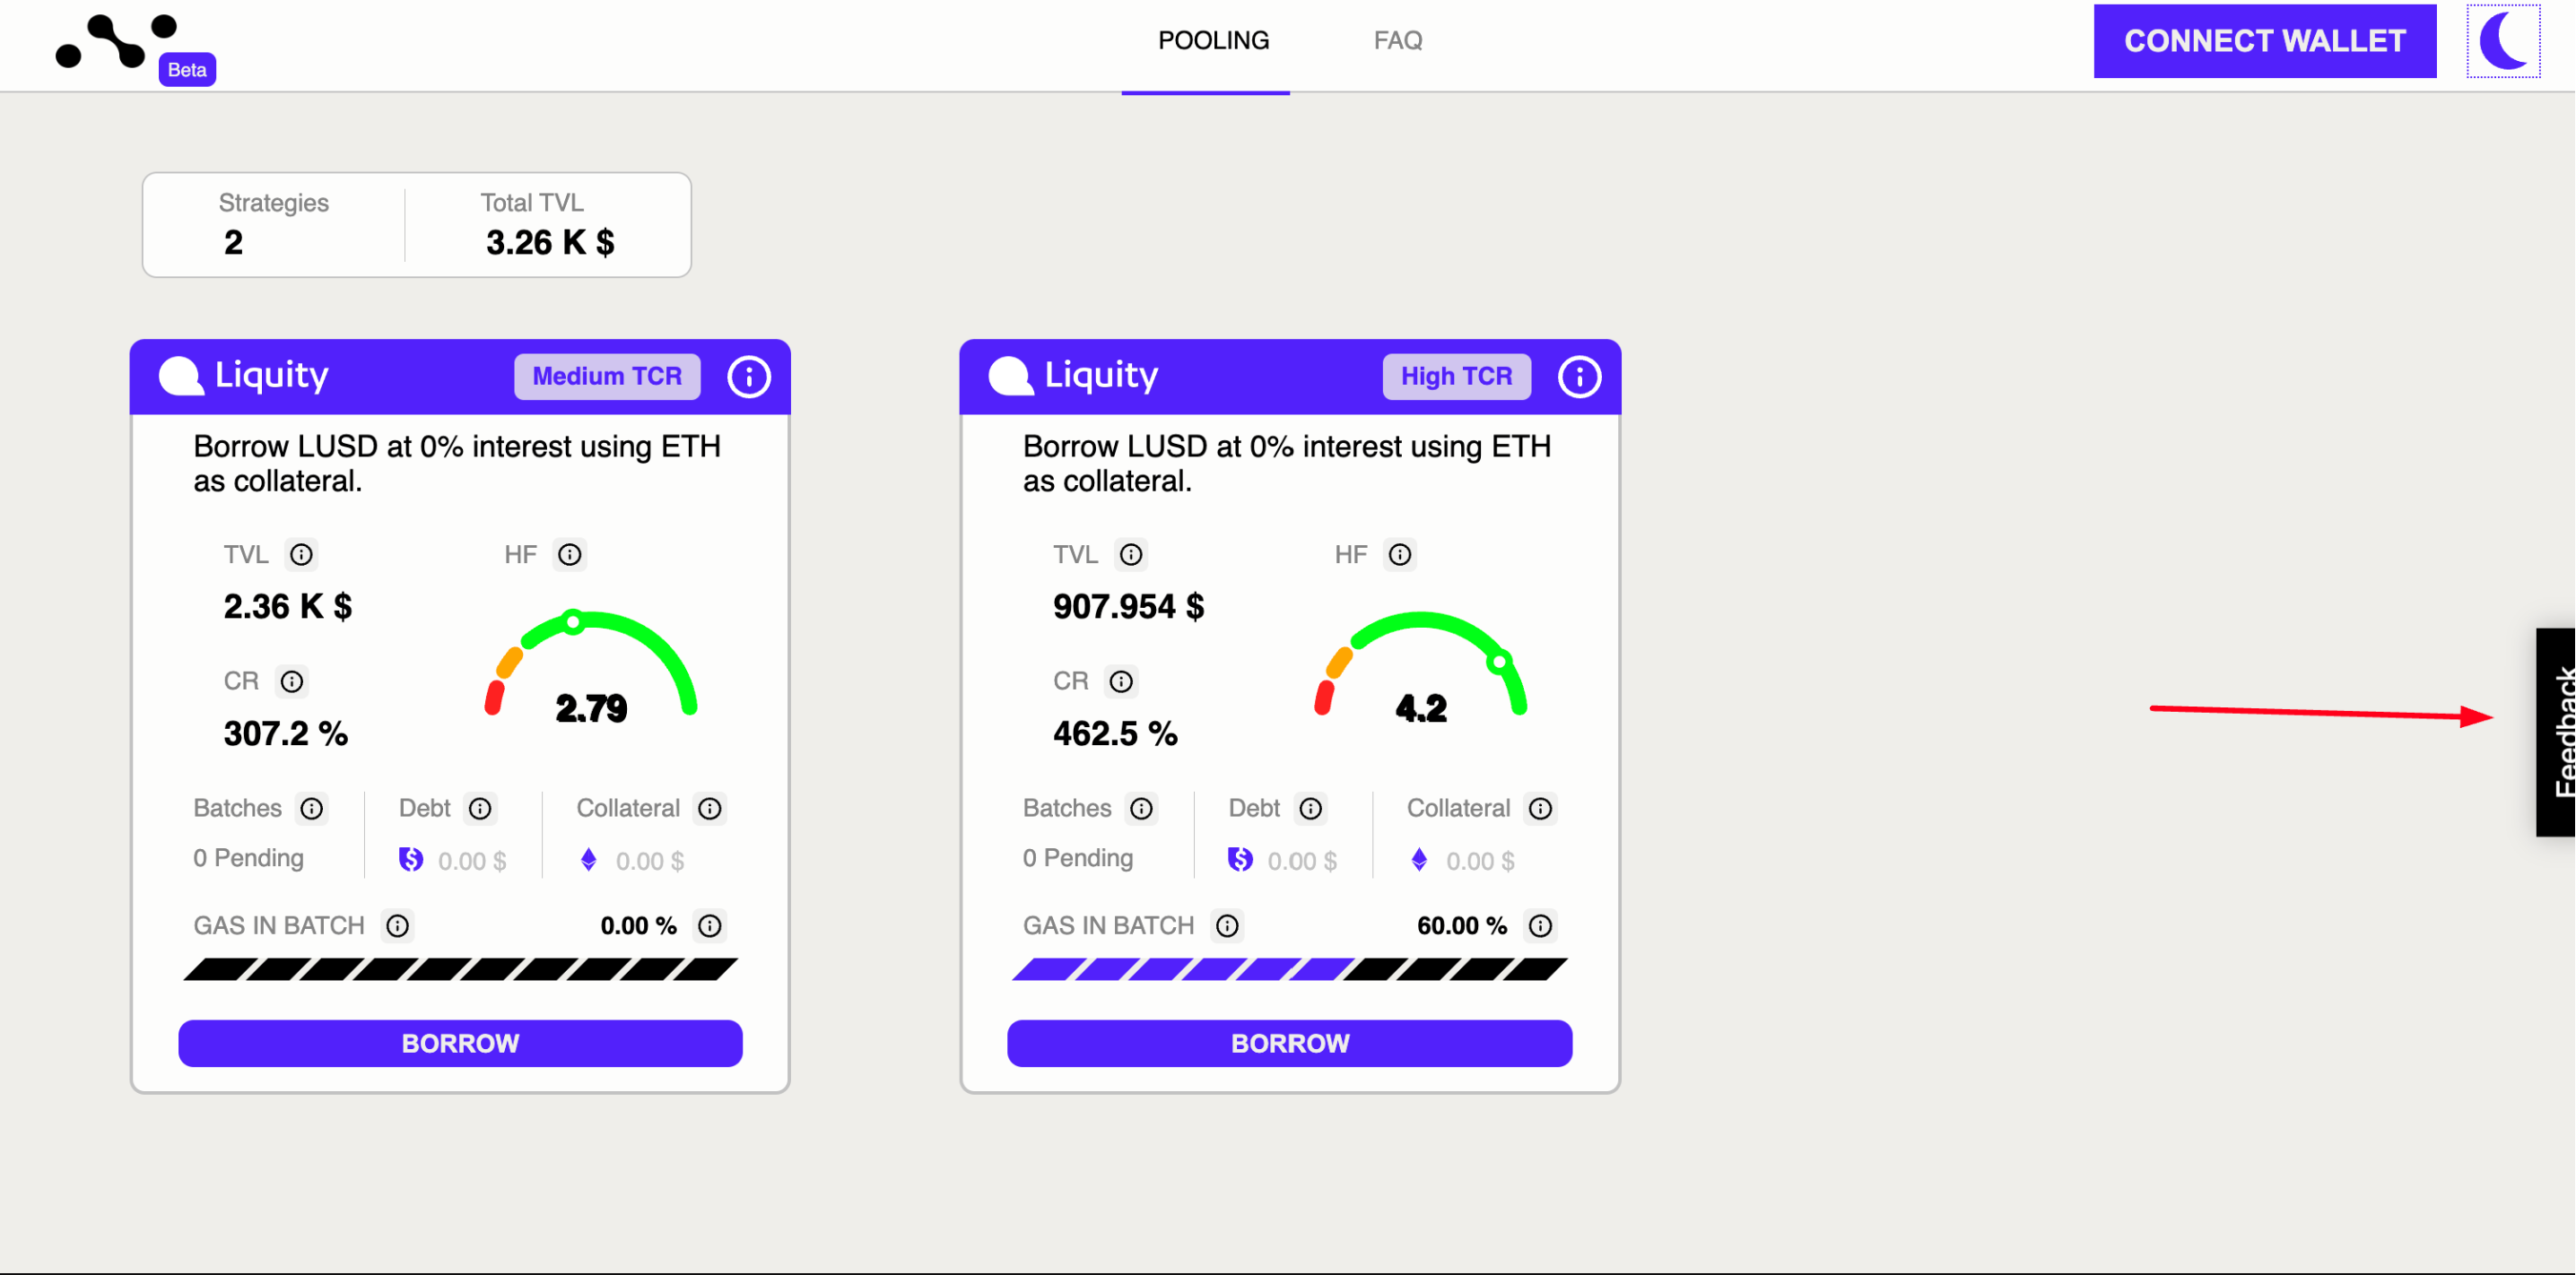 Beta
POOLING
FAQ
CONNECT WALLET
Strategies
2
Total TVL
3.26 K $
Liquity
Medium TCR
Borrow LUSD at 0% interest using ETH
as collateral.
TVL
2.36 K $
HF
2.79
CR
307.2 %
Batches
0 Pending
Debt
0.00 $
Collateral
0.00 $
GAS IN BATCH
0.00 %
BORROW
Liquity
High TCR
Borrow LUSD at 0% interest using ETH
as collateral.
TVL
907.954 $
HF
4.2
CR
462.5 %
Batches
0 Pending
Debt
0.00 $
Collateral
0.00 $
GAS IN BATCH
60.00 %
BORROW
Feedback